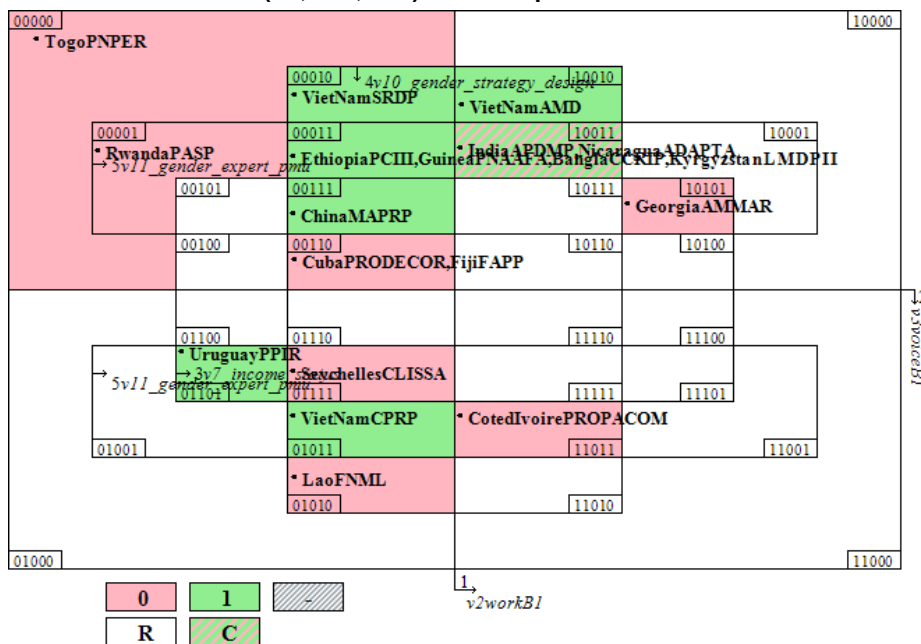 00000
10000
TogoPNPER
00010
4v10_gender_strategy_design
10010
VietNamSRDP
VietNamAMD
00001
00011
10011
10001
RwandaPASP
IndiaAPDMP,NicaraguaADAPTA
5v11_gender_expert_pmu
EthiopiaPCIII,GuineaPNAAFA,BanglaCCRIP,KyrgyzstanLMDPII
00101
00111
10111
10101
ChinaMAPRP
GeorgiaAMMAR
00100
00110
10110
10100
CubaPRODECOR,FijiFAPP
v3voiceB1
01100
01110
11110
11100
UruguayPPIR
SeychellesCLISSA
5v11_gender_expert_pmu
01101
01111
11111
11101
VietNamCPRP
CotedIvoirePROPACOM
01001
01011
11011
11001
LaoFNML
01010
11010
01000
11000
1
v2workB1
0
1
-
R
C